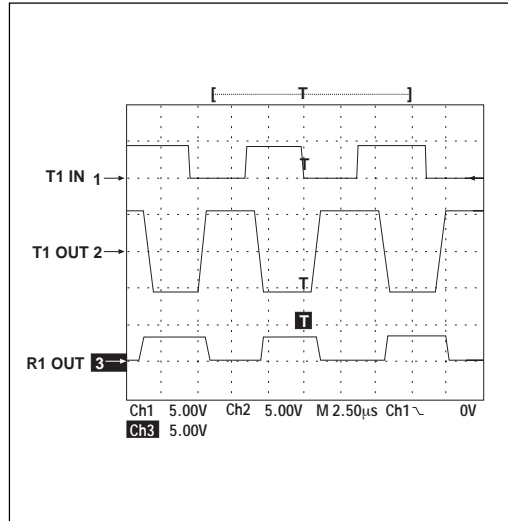 [ T ]
T1 IN 1
T
T1 OUT 2
T
T
R1 OUT 3
Ch1 5.00V Ch2 5.00V M 2.50µs Ch1 0V
Ch3 5.00V